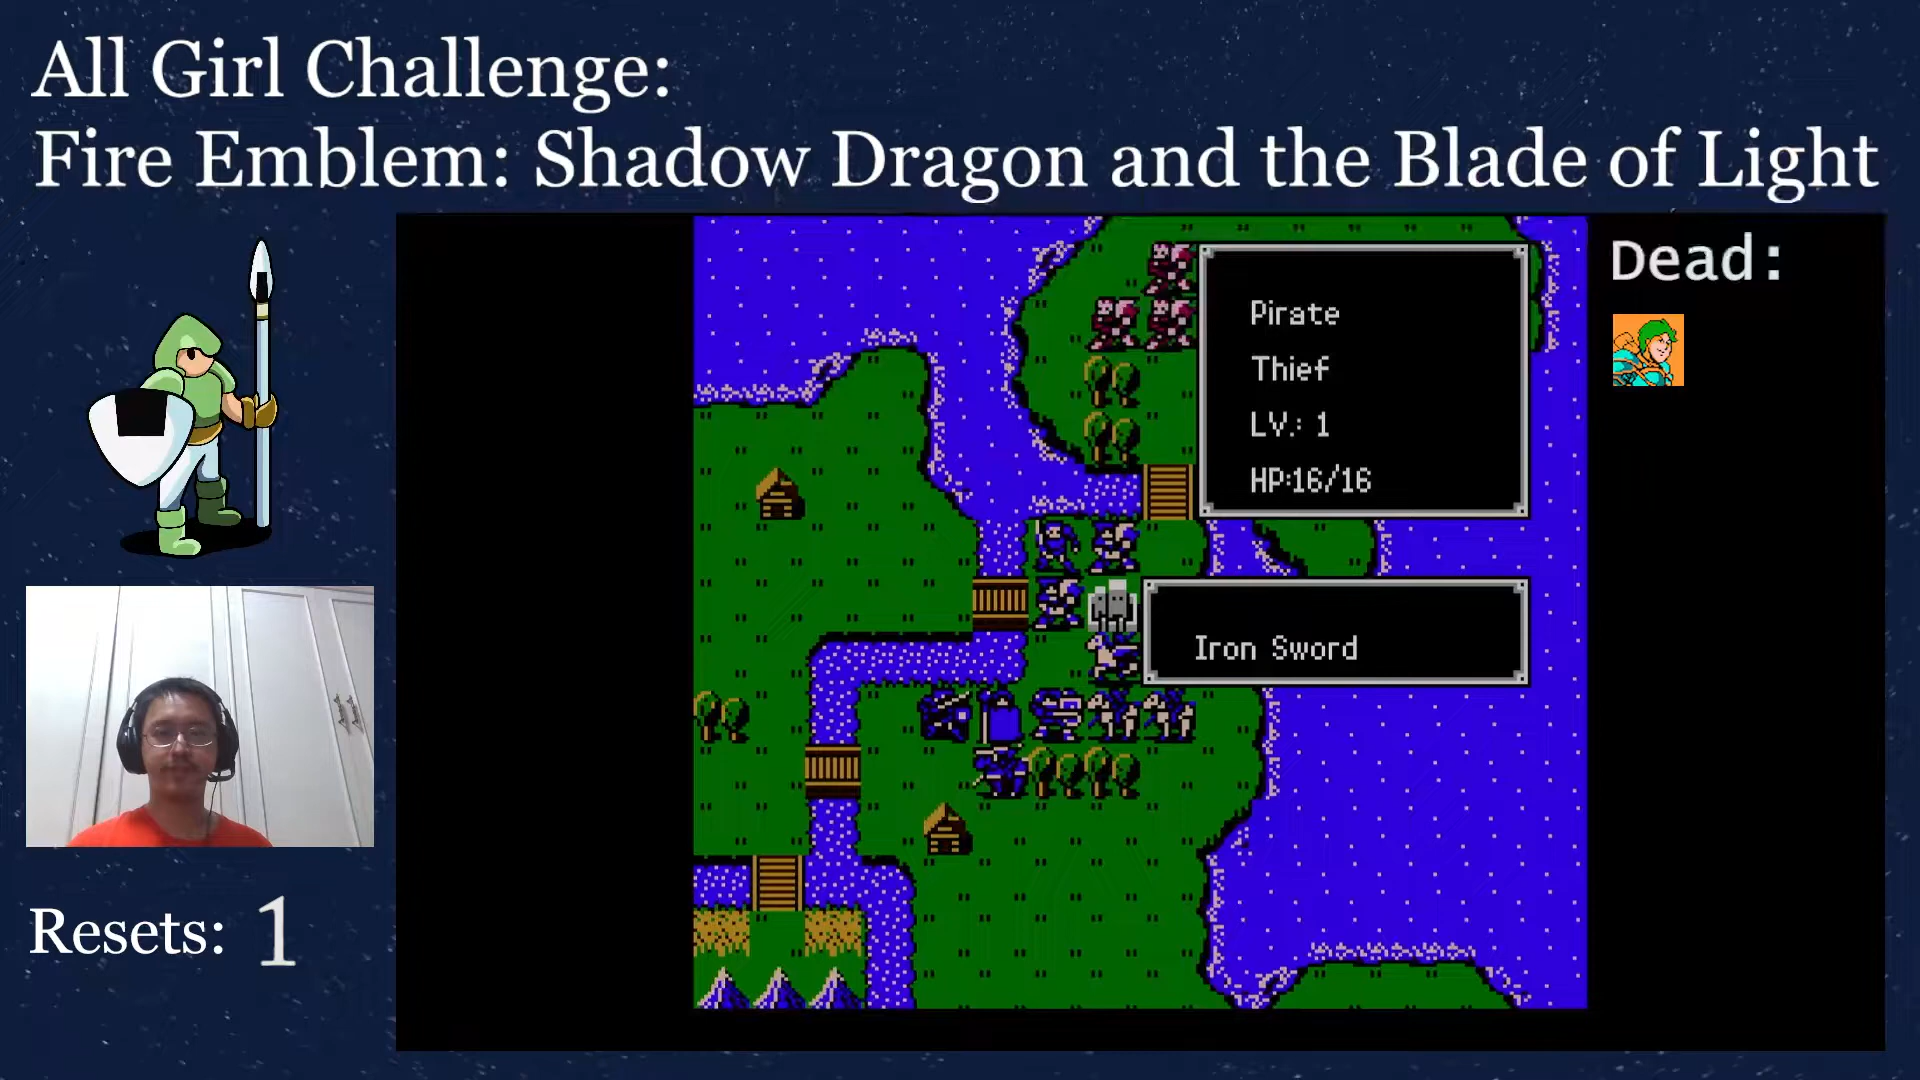 All Girl Challenge:
Fire Emblem: Shadow Dragon and the Blade of Light
Dead:
Pirate
Thief
LV.: 1
HP:16/16
Iron Sword
Resets: 1